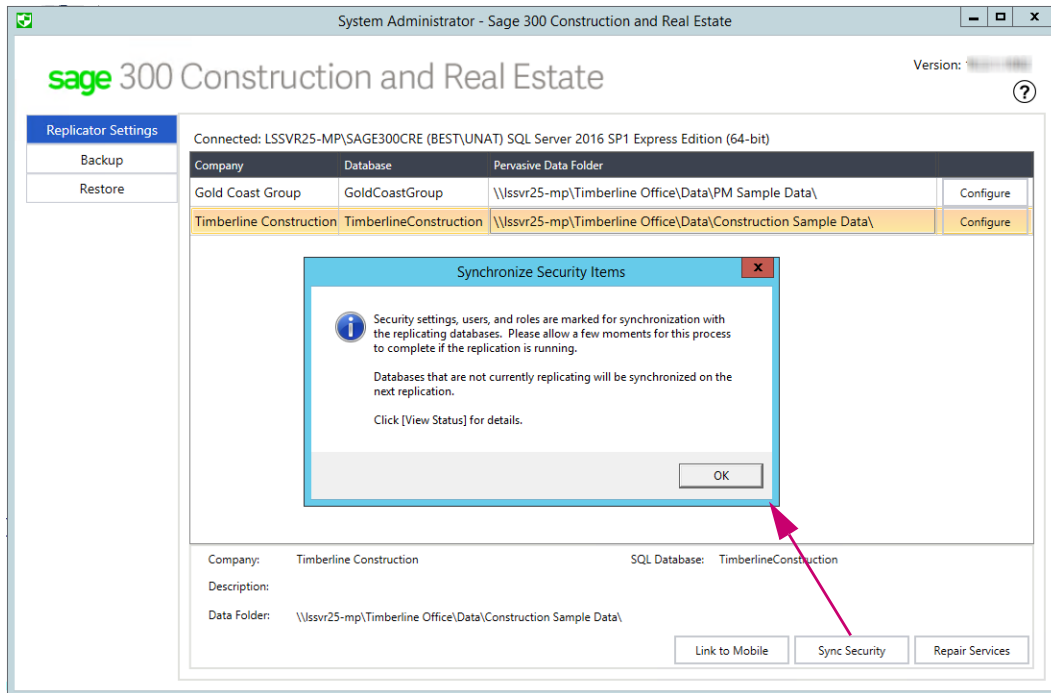 System Administrator - Sage 300 Construction and Real Estate
sage 300 Construction and Real Estate
Version:
?
Replicator Settings
Backup
Restore
Connected: LSSVR25-MP\SAGE300CRE (BEST\UNAT) SQL Server 2016 SP1 Express Edition (64-bit)
Company Database Pervasive Data Folder
Gold Coast Group GoldCoastGroup \\lssvr25-mp\Timberline Office\Data\PM Sample Data\ Configure
Timberline Construction TimberlineConstruction \\lssvr25-mp\Timberline Office\Data\Construction Sample Data\ Configure
Synchronize Security Items
Security settings, users, and roles are marked for synchronization with
the replicating databases. Please allow a few moments for this process
to complete if the replication is running.
Databases that are not currently replicating will be synchronized on the
next replication.
Click [View Status] for details.
OK
Company: Timberline Construction SQL Database: TimberlineConstruction
Description:
Data Folder: \\lssvr25-mp\Timberline Office\Data\Construction Sample Data\
Link to Mobile Sync Security Repair Services